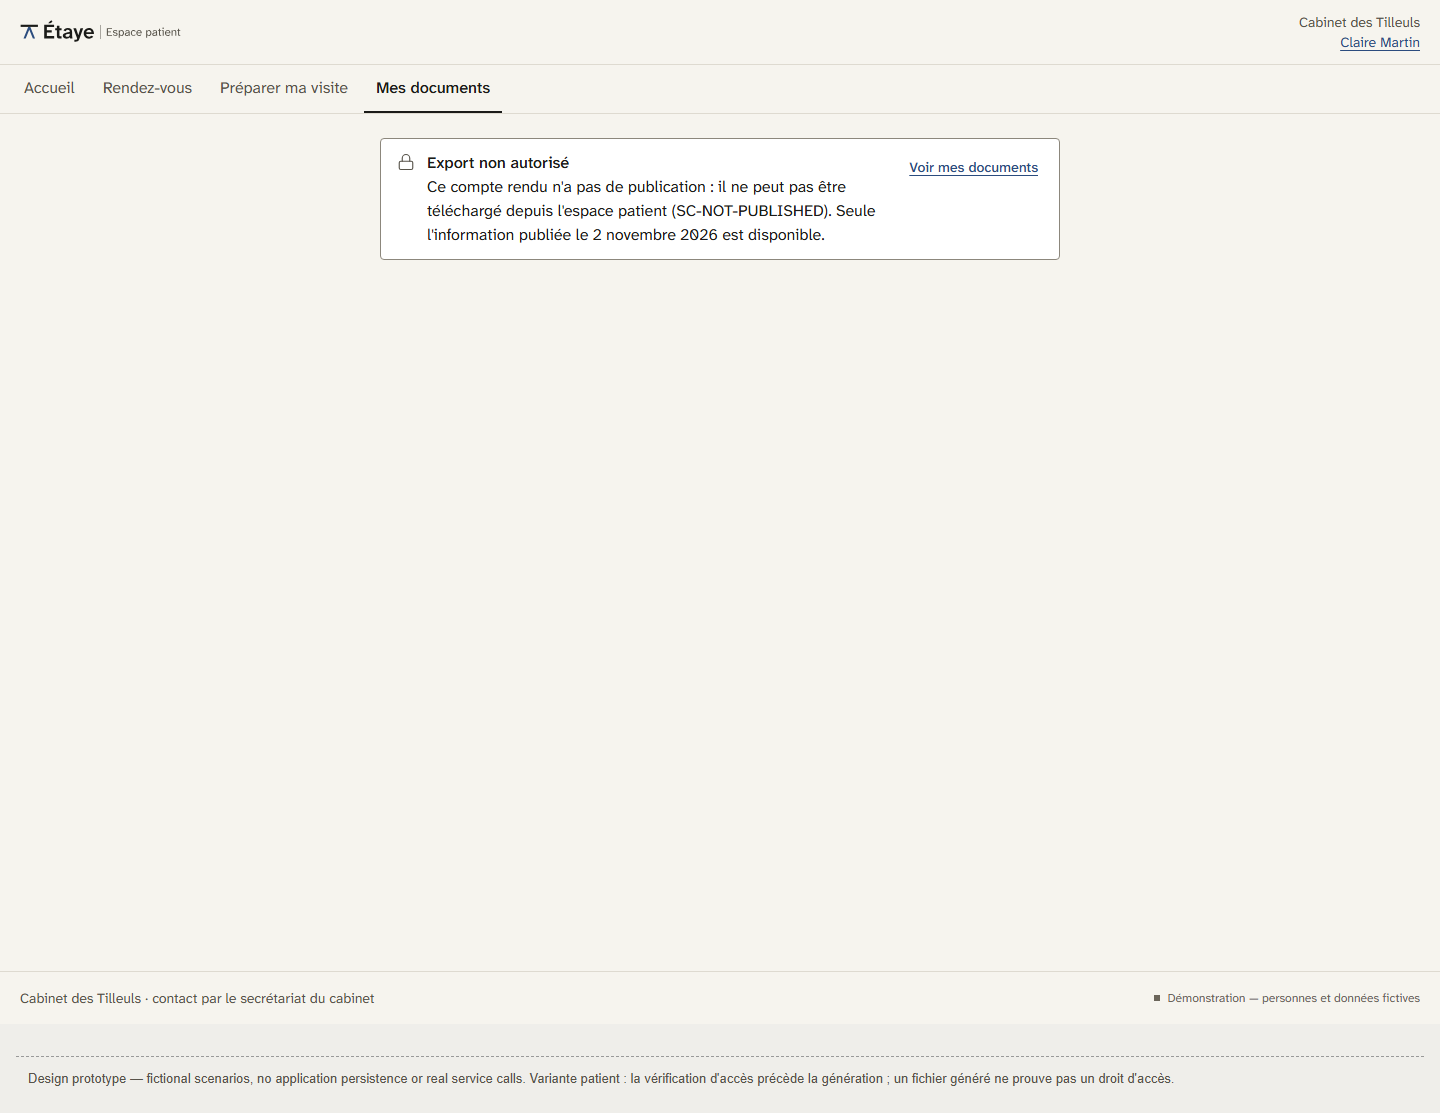 Étaye | Espace patient
Cabinet des Tilleuls
Claire Martin
Accueil Rendez-vous Préparer ma visite Mes documents
Export non autorisé
Voir mes documents
Ce compte rendu n'a pas de publication : il ne peut pas être
téléchargé depuis l'espace patient (SC-NOT-PUBLISHED). Seule
l'information publiée le 2 novembre 2026 est disponible.
Cabinet des Tilleuls · contact par le secrétariat du cabinet
Démonstration — personnes et données fictives
Design prototype — fictional scenarios, no application persistence or real service calls. Variante patient : la vérification d'accès précède la génération ; un fichier généré ne prouve pas un droit d'accès.